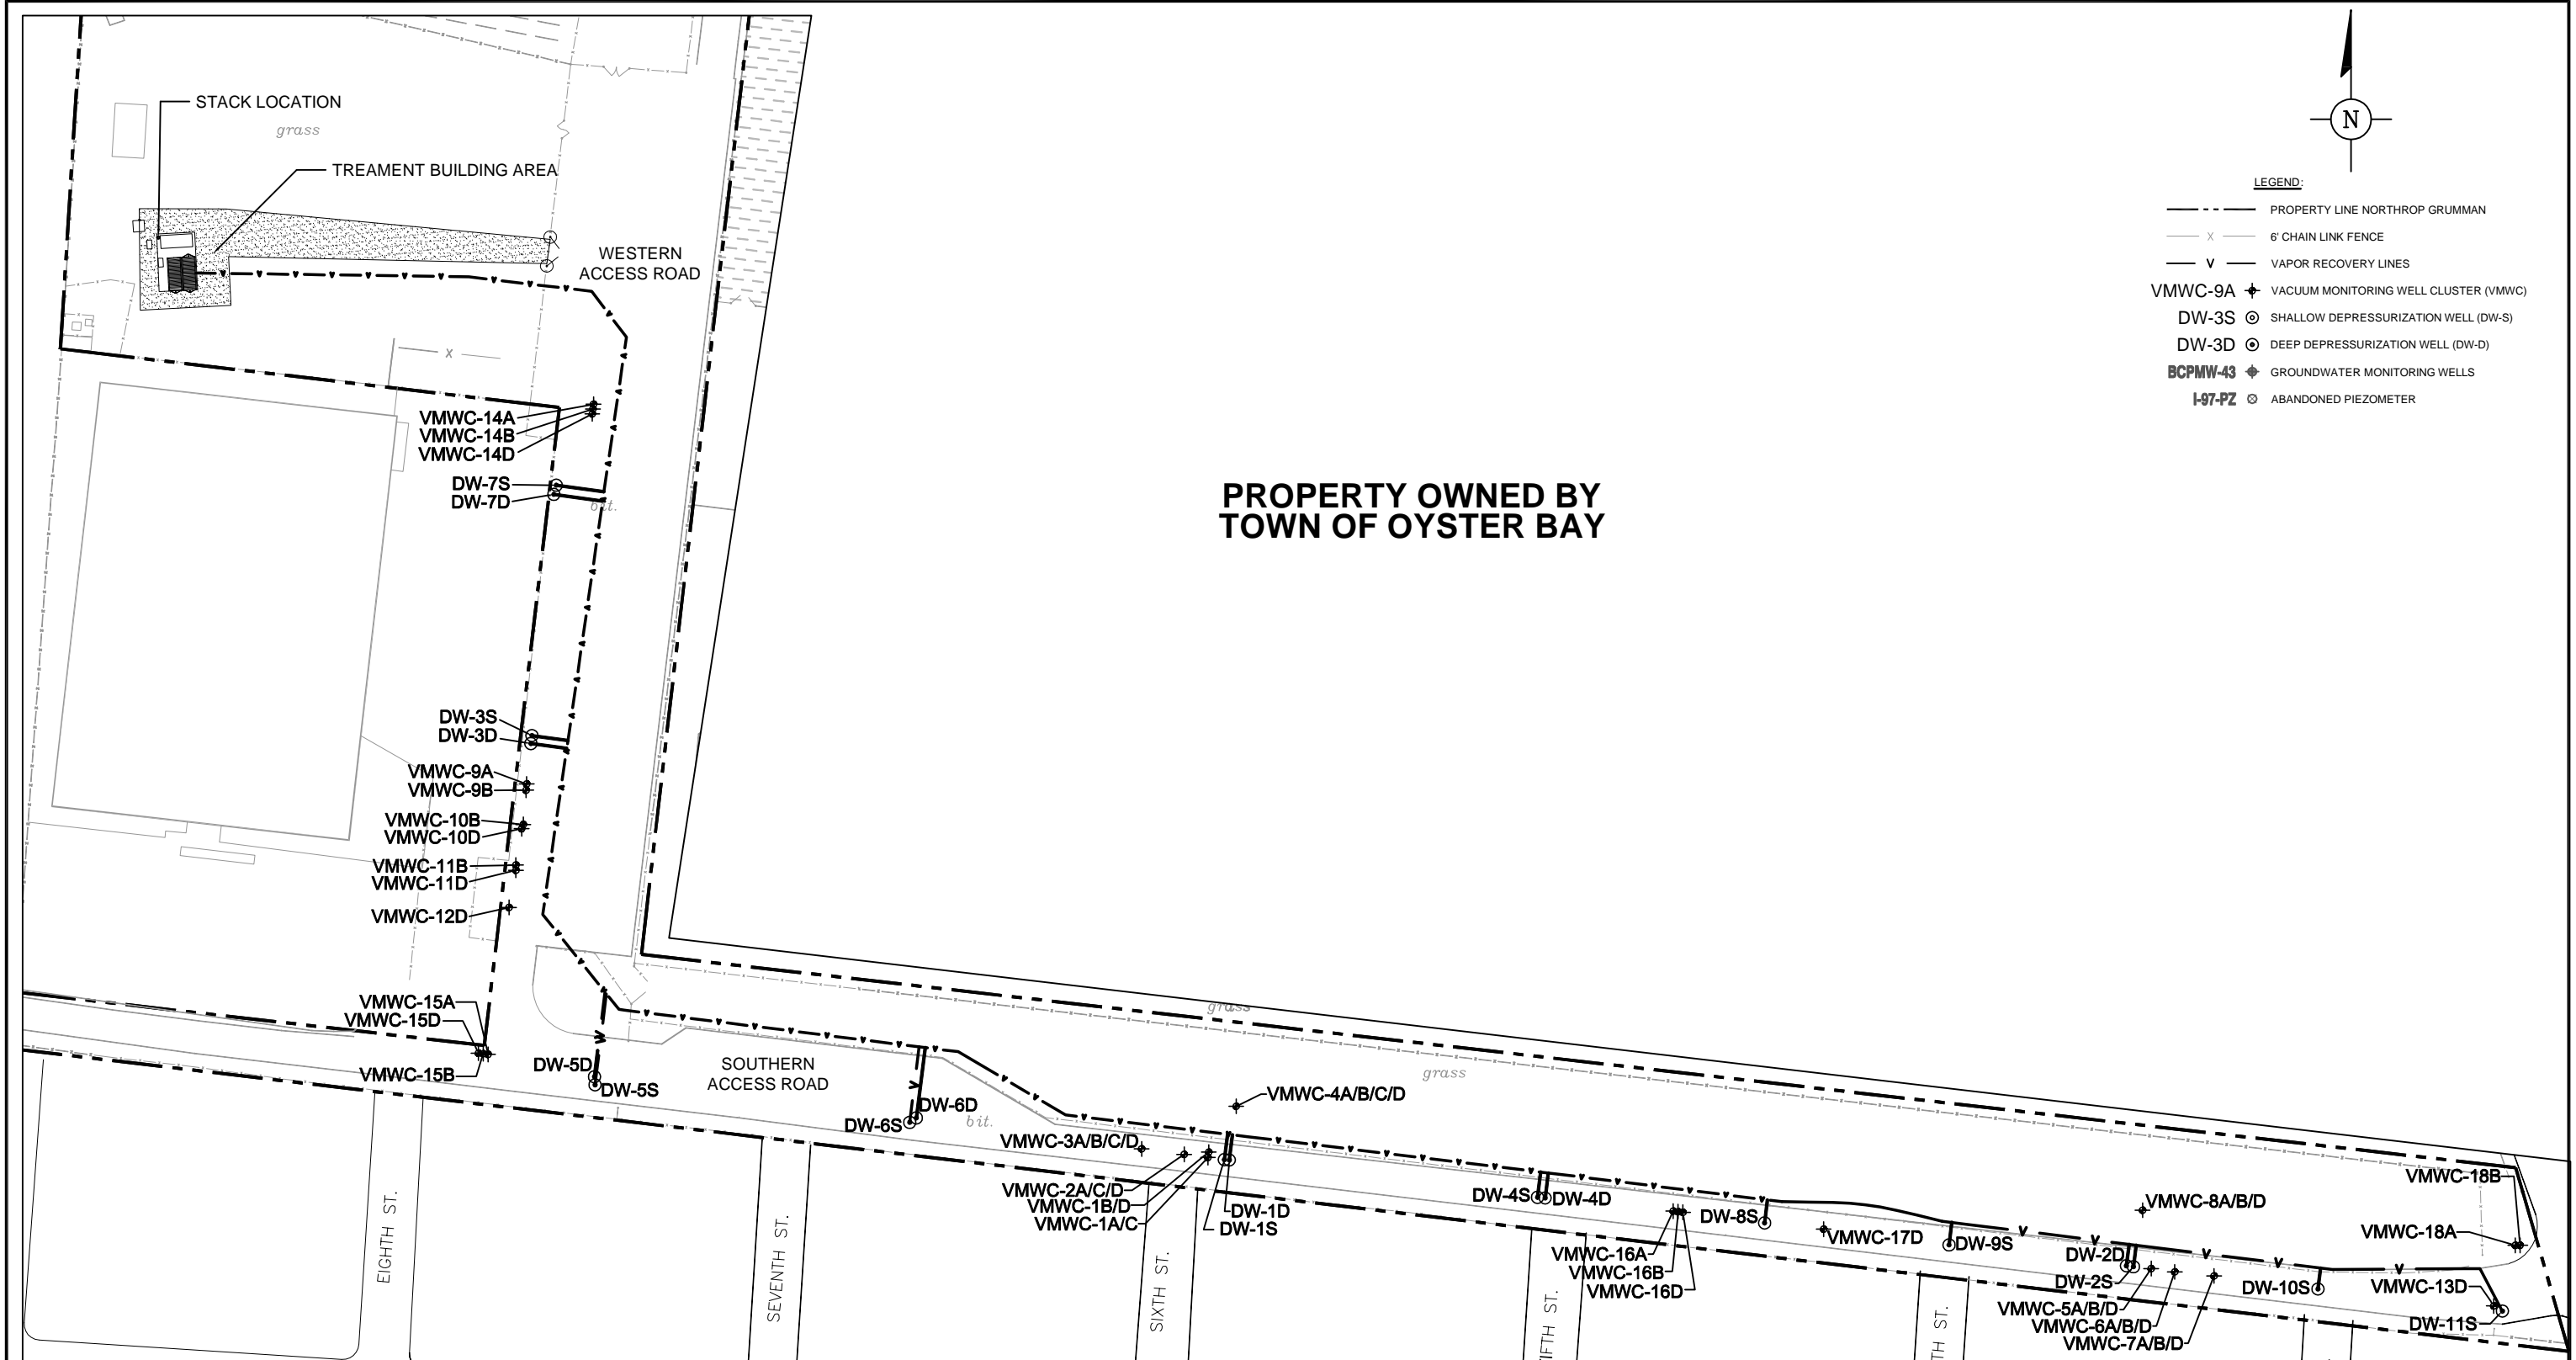 STACK LOCATION
grass
TREAMENT BUILDING AREA
WESTERN
ACCESS ROAD
N
LEGEND:
PROPERTY LINE NORTHROP GRUMMAN
X
6' CHAIN LINK FENCE
V
VAPOR RECOVERY LINES
VMWC-9A
VACUUM MONITORING WELL CLUSTER (VMWC)
DW-3S
SHALLOW DEPRESSURIZATION WELL (DW-S)
DW-3D
DEEP DEPRESSURIZATION WELL (DW-D)
BCPMW-43
GROUNDWATER MONITORING WELLS
I-97-PZ
ABANDONED PIEZOMETER
X
VMWC-14A
VMWC-14B
VMWC-14D
DW-7S
DW-7D
bit.
PROPERTY OWNED BY
TOWN OF OYSTER BAY
DW-3S
DW-3D
VMWC-9A
VMWC-9B
VMWC-10B
VMWC-10D
VMWC-11B
VMWC-11D
VMWC-12D
VMWC-15A
VMWC-15D
VMWC-15B
DW-5D
DW-5S
SOUTHERN
ACCESS ROAD
DW-6D
DW-6S
bit.
grass
grass
VMWC-4A/B/C/D
VMWC-3A/B/C/D
VMWC-2A/C/D
VMWC-1B/D
VMWC-1A/C
DW-1D
DW-1S
DW-4S
DW-4D
VMWC-16A
VMWC-16B
VMWC-16D
DW-8S
VMWC-17D
DW-9S
DW-2D
DW-2S
VMWC-8A/B/D
VMWC-5A/B/D
VMWC-6A/B/D
VMWC-7A/B/D
DW-10S
VMWC-18B
VMWC-18A
VMWC-13D
DW-11S
EIGHTH ST.
SEVENTH ST.
SIXTH ST.
IFTH ST.
TH ST.